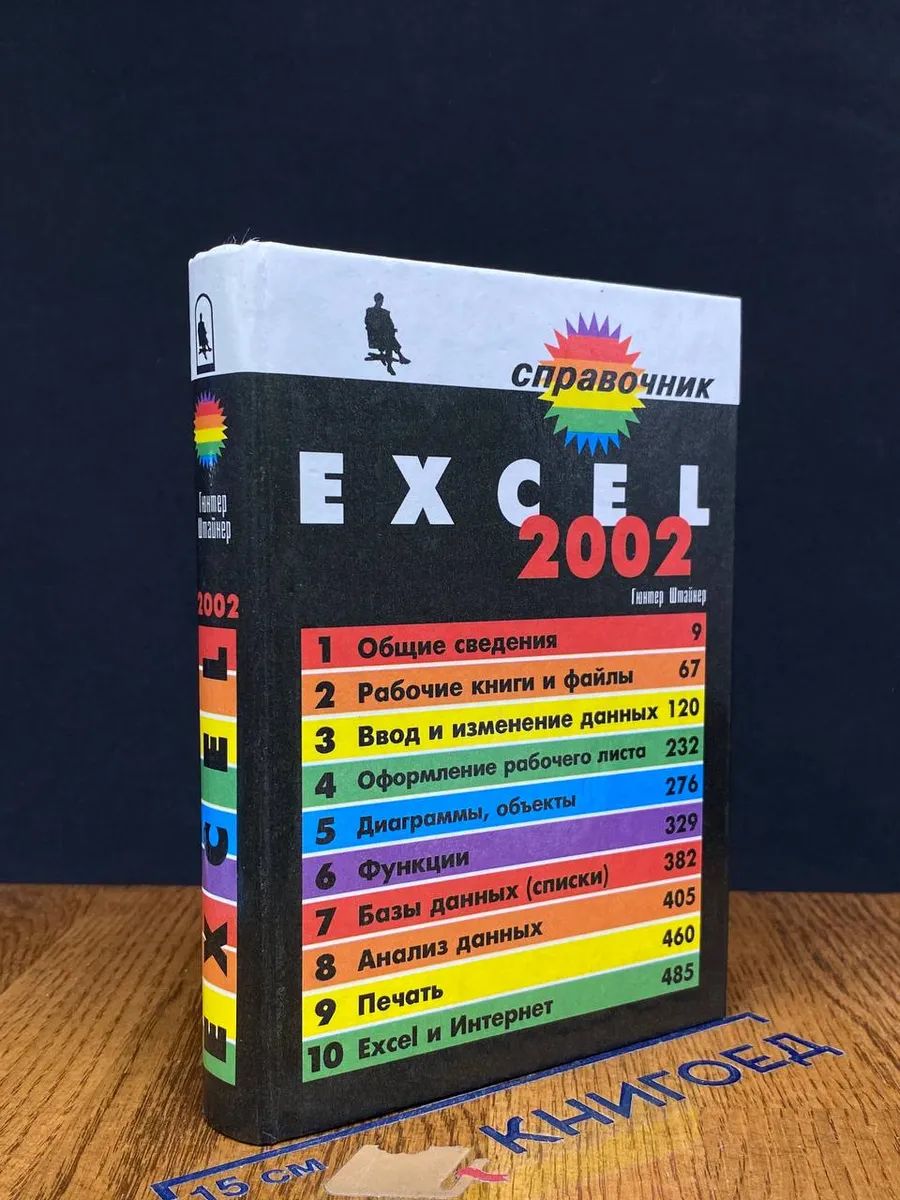 справочник
EXCEL
2002
Гюнтер Штайнер
1 Общие сведения 9
2 Рабочие книги и файлы 67
3 Ввод и изменение данных 120
4 Оформление рабочего листа 232
5 Диаграммы, объекты 276
6 Функции 329
7 Базы данных (списки) 382
8 Анализ данных 405
9 Печать 460
10 Excel и Интернет 485
Гюнтер
Штайнер
2002
EXCEL
КНИГОЕД
15 СМ